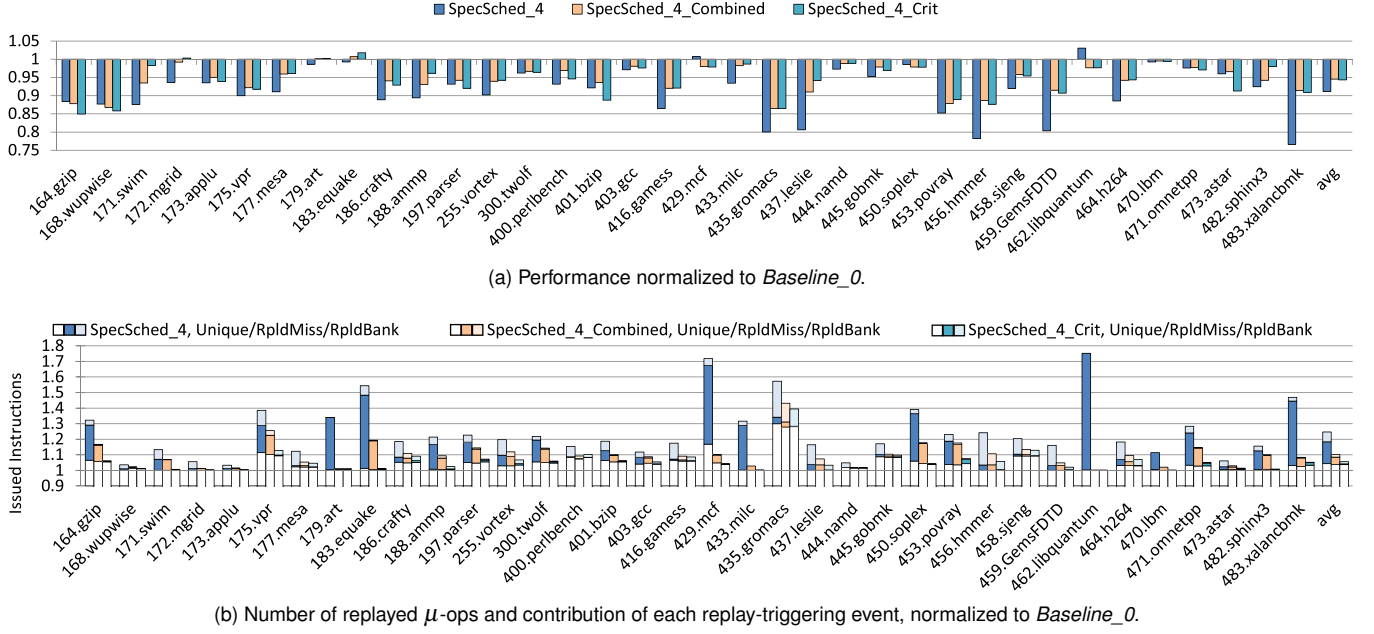 SpecSched_4 SpecSched_4_Combined SpecSched_4_Crit
1.05
1
0.95
0.9
0.85
0.8
0.75
164.gzip
168.wupwise
171.swim
172.mgrid
173.applu
175.vpr
177.mesa
179.art
183.equake
186.crafty
188.ammp
197.parser
255.vortex
300.twolf
400.perlbench
401.bzip
403.gcc
416.gamess
429.mcf
433.milc
435.gromacs
437.leslie
444.namd
445.gobmk
450.soplex
453.povray
456.hmmer
458.sjeng
459.GemsFDTD
462.libquantum
464.h264
470.lbm
471.omnetpp
473.astar
482.sphinx3
483.xalancbmk
avg
(a) Performance normalized to Baseline_0.
SpecSched_4, Unique/RpldMiss/RpldBank SpecSched_4_Combined, Unique/RpldMiss/RpldBank SpecSched_4_Crit, Unique/RpldMiss/RpldBank
Issued Instructions
1.8
1.7
1.6
1.5
1.4
1.3
1.2
1.1
1
0.9
164.gzip
168.wupwise
171.swim
172.mgrid
173.applu
175.vpr
177.mesa
179.art
183.equake
186.crafty
188.ammp
197.parser
255.vortex
300.twolf
400.perlbench
401.bzip
403.gcc
416.gamess
429.mcf
433.milc
435.gromacs
437.leslie
444.namd
445.gobmk
450.soplex
453.povray
456.hmmer
458.sjeng
459.GemsFDTD
462.libquantum
464.h264
470.lbm
471.omnetpp
473.astar
482.sphinx3
483.xalancbmk
avg
(b) Number of replayed µ-ops and contribution of each replay-triggering event, normalized to Baseline_0.